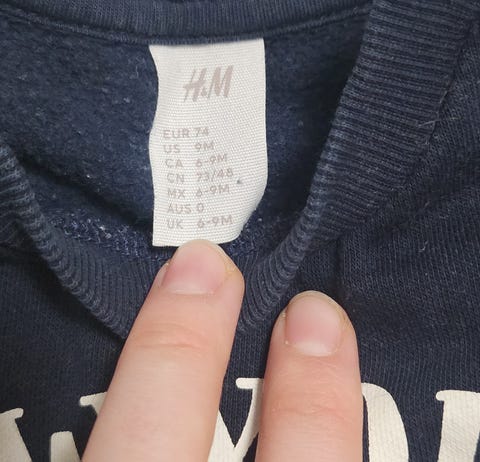 H&M
EUR 74
US 9M
CA 6-9M
CN 73/48
MX 6-9M
AUS 0
UK 6-9M